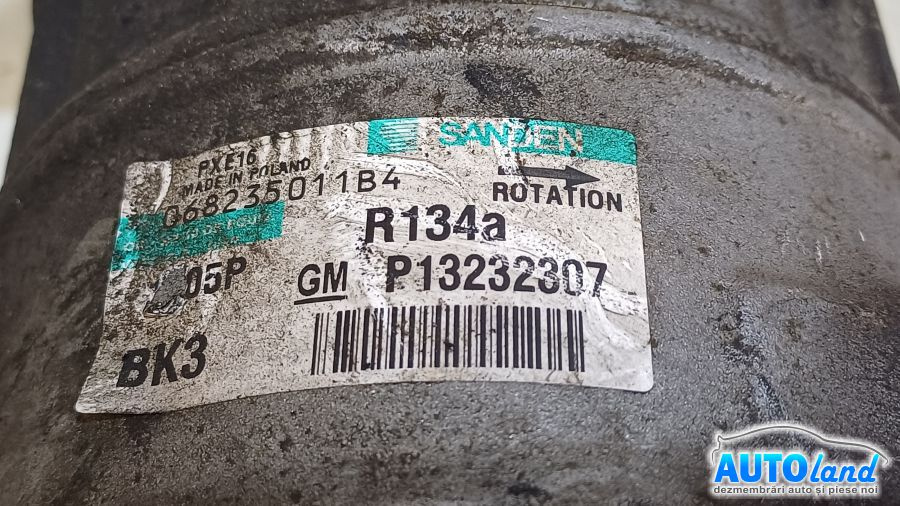 SANDEN
PXE16
MADE IN POLAND
068235011B4
ROTATION
R134a
05P
GM P13232307
BK3
AUTOland
dezmembrări auto și piese noi